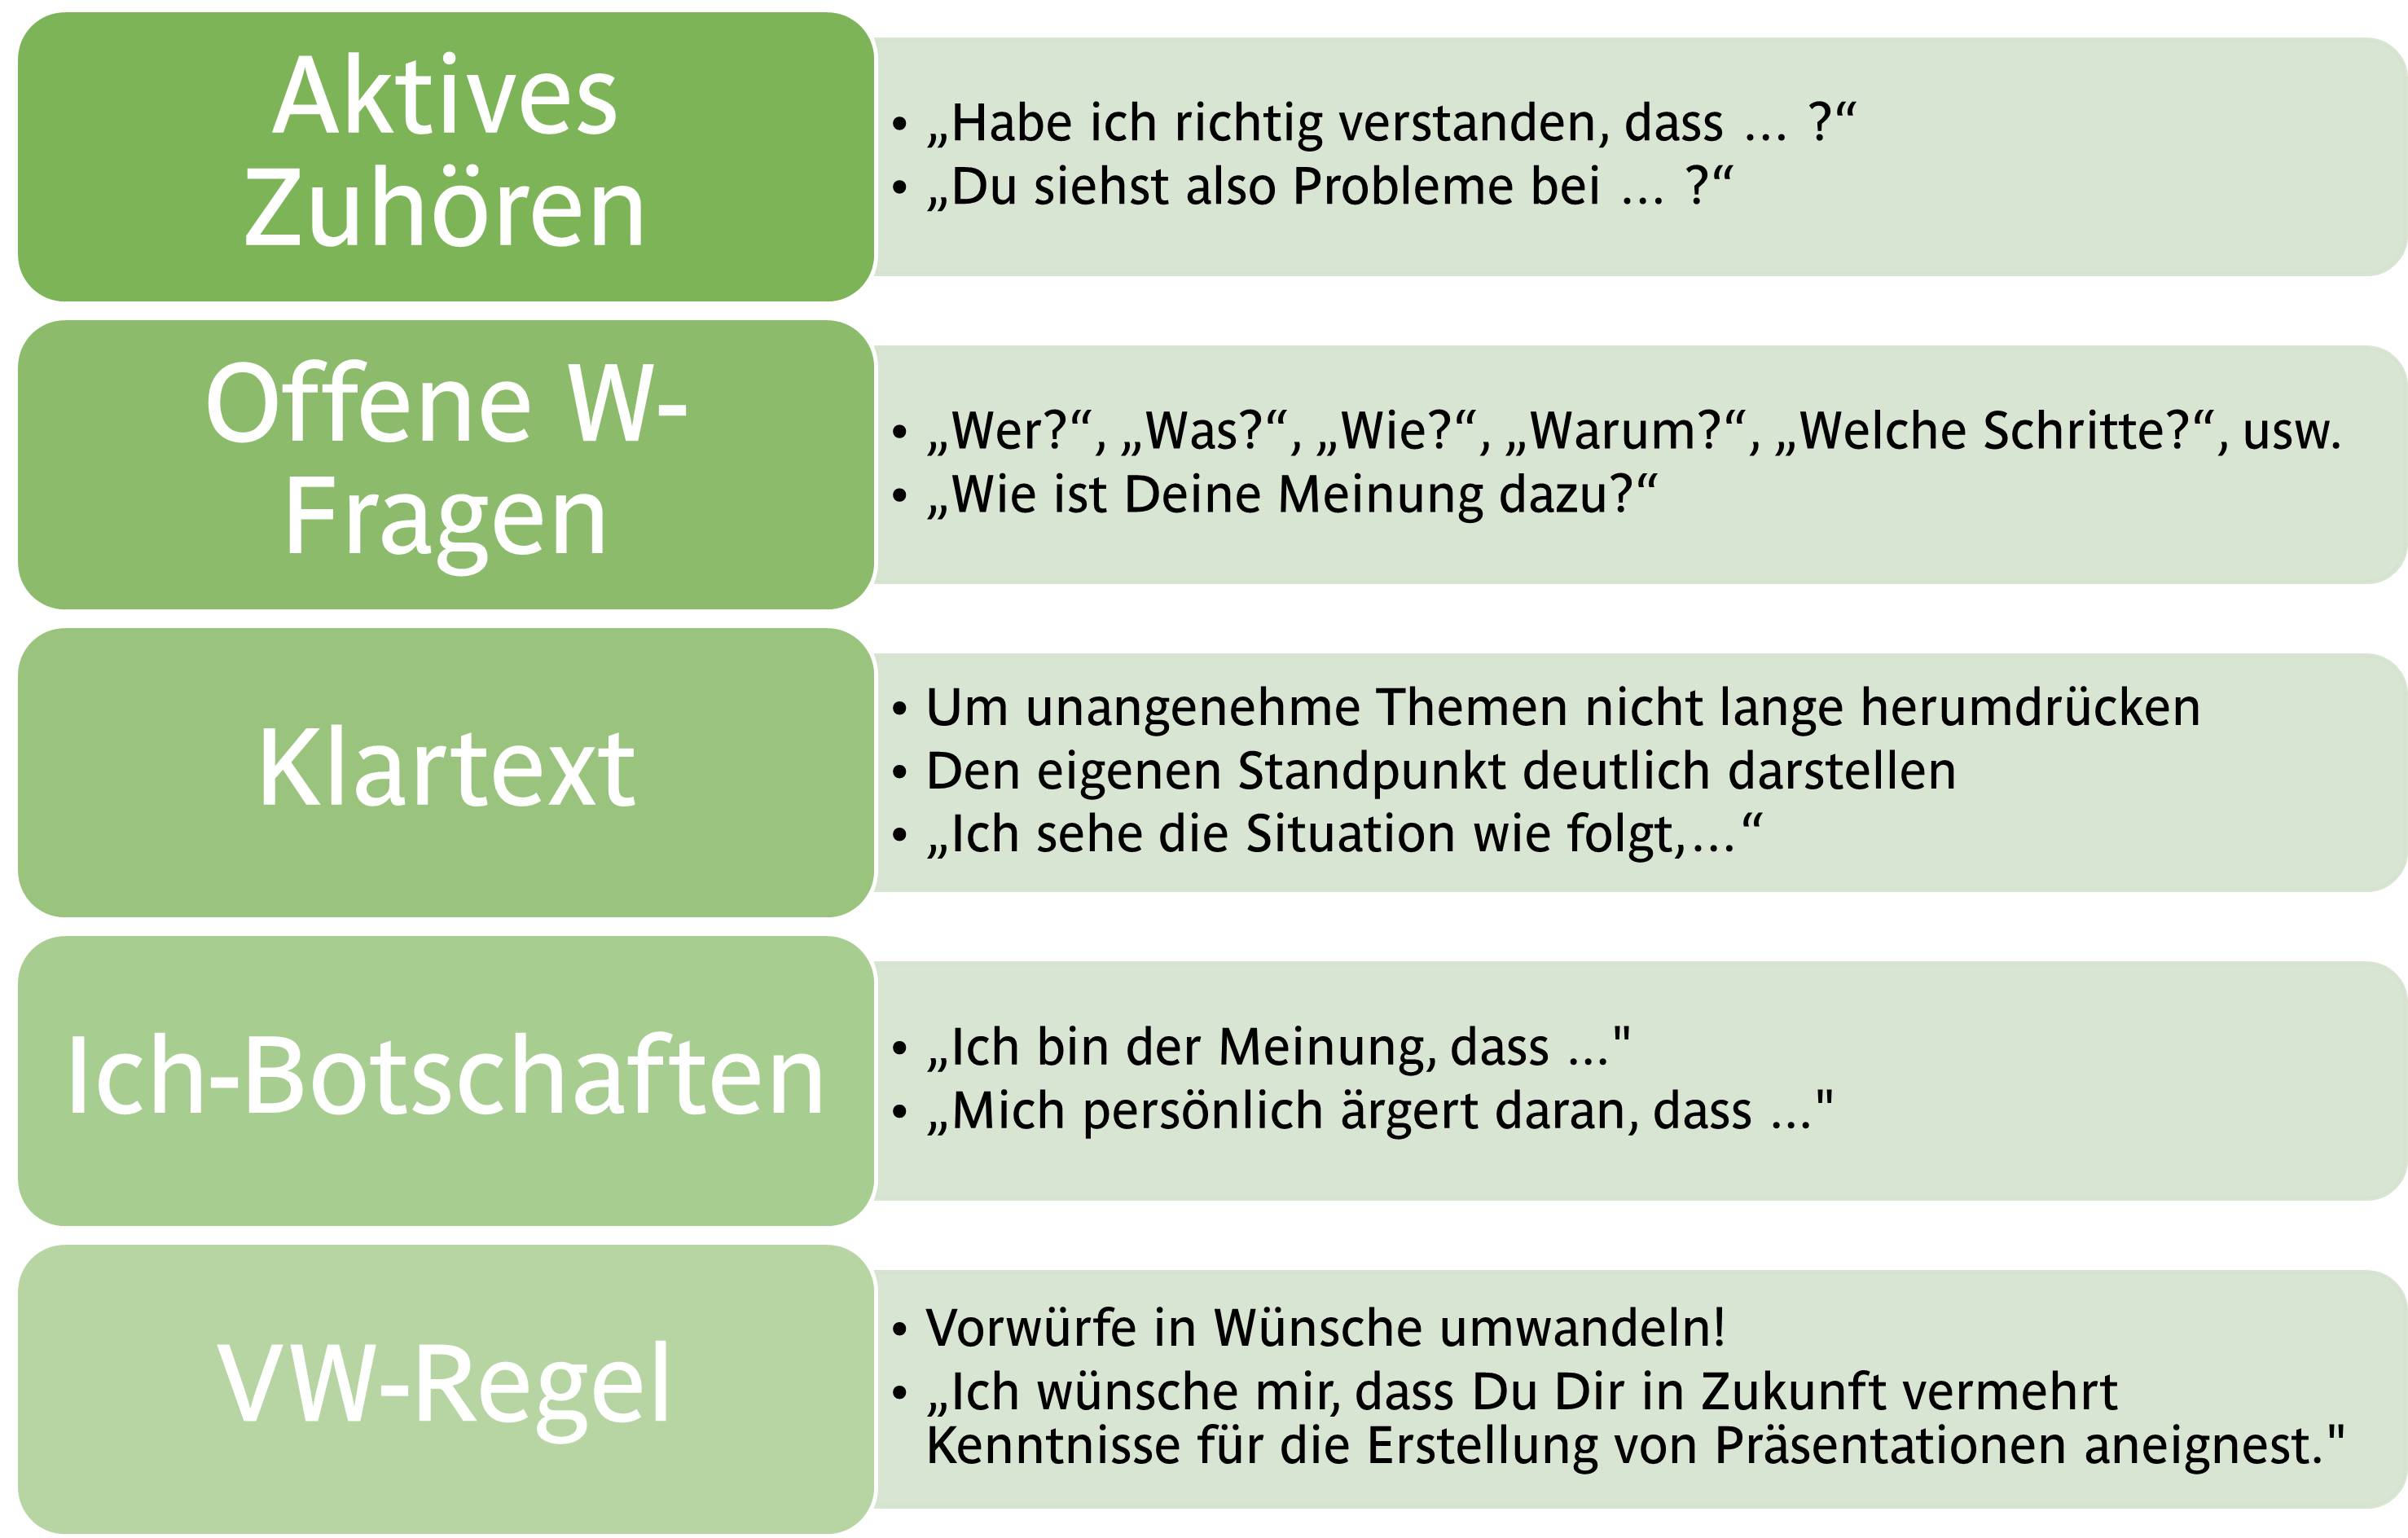 Aktives
Zuhören
• „Habe ich richtig verstanden, dass … ?“
• „Du siehst also Probleme bei … ?“
Offene W-
Fragen
• „Wer?“, „Was?“, „Wie?“, „Warum?“, „Welche Schritte?“, usw.
• „Wie ist Deine Meinung dazu?“
Klartext
• Um unangenehme Themen nicht lange herumdrücken
• Den eigenen Standpunkt deutlich darstellen
• „Ich sehe die Situation wie folgt,…“
Ich-Botschaften
• „Ich bin der Meinung, dass ..."
• „Mich persönlich ärgert daran, dass ..."
VW-Regel
• Vorwürfe in Wünsche umwandeln!
• „Ich wünsche mir, dass Du Dir in Zukunft vermehrt
Kenntnisse für die Erstellung von Präsentationen aneignest."